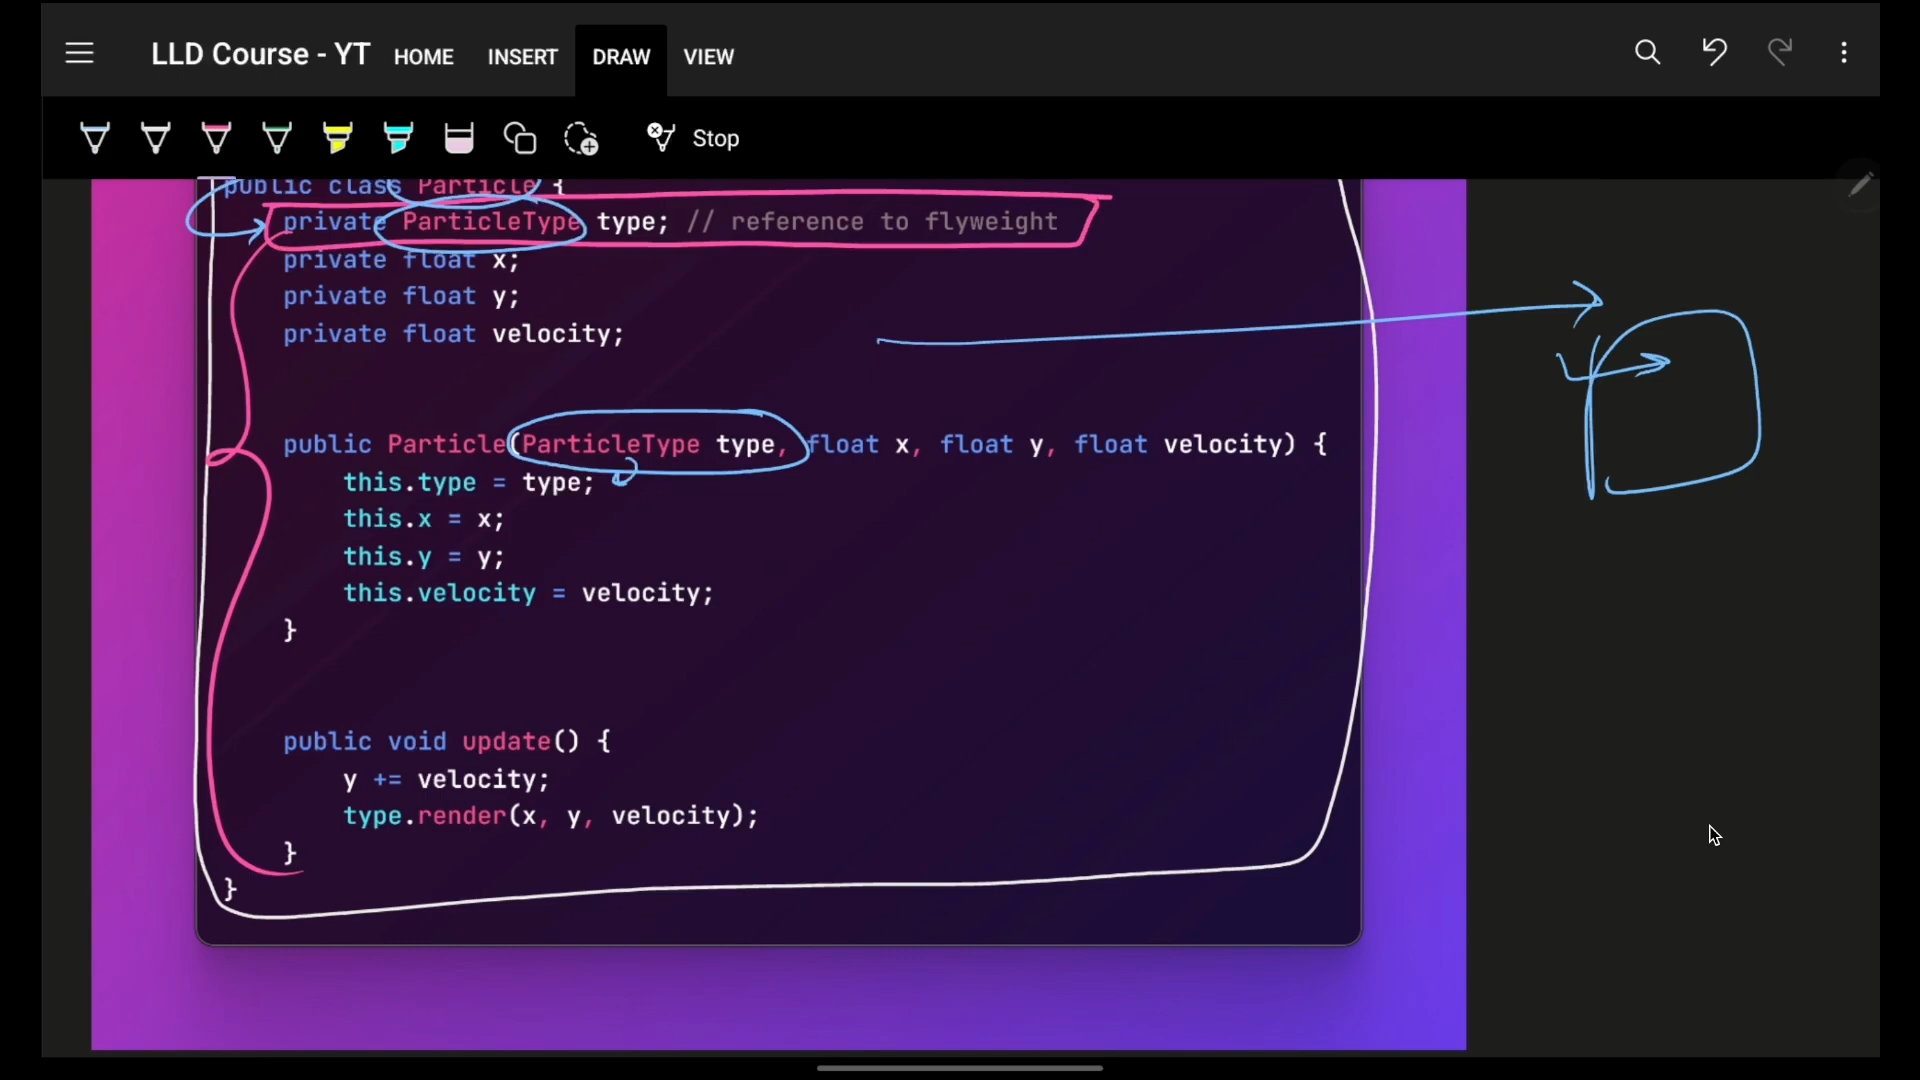 LLD Course - YT HOME INSERT DRAW VIEW
Stop
public class Particle {
private ParticleType type; // reference to flyweight
private float x;
private float y;
private float velocity;
public Particle(ParticleType type, float x, float y, float velocity) {
this.type = type;
this.x = x;
this.y = y;
this.velocity = velocity;
}
public void update() {
y += velocity;
type.render(x, y, velocity);
}
}